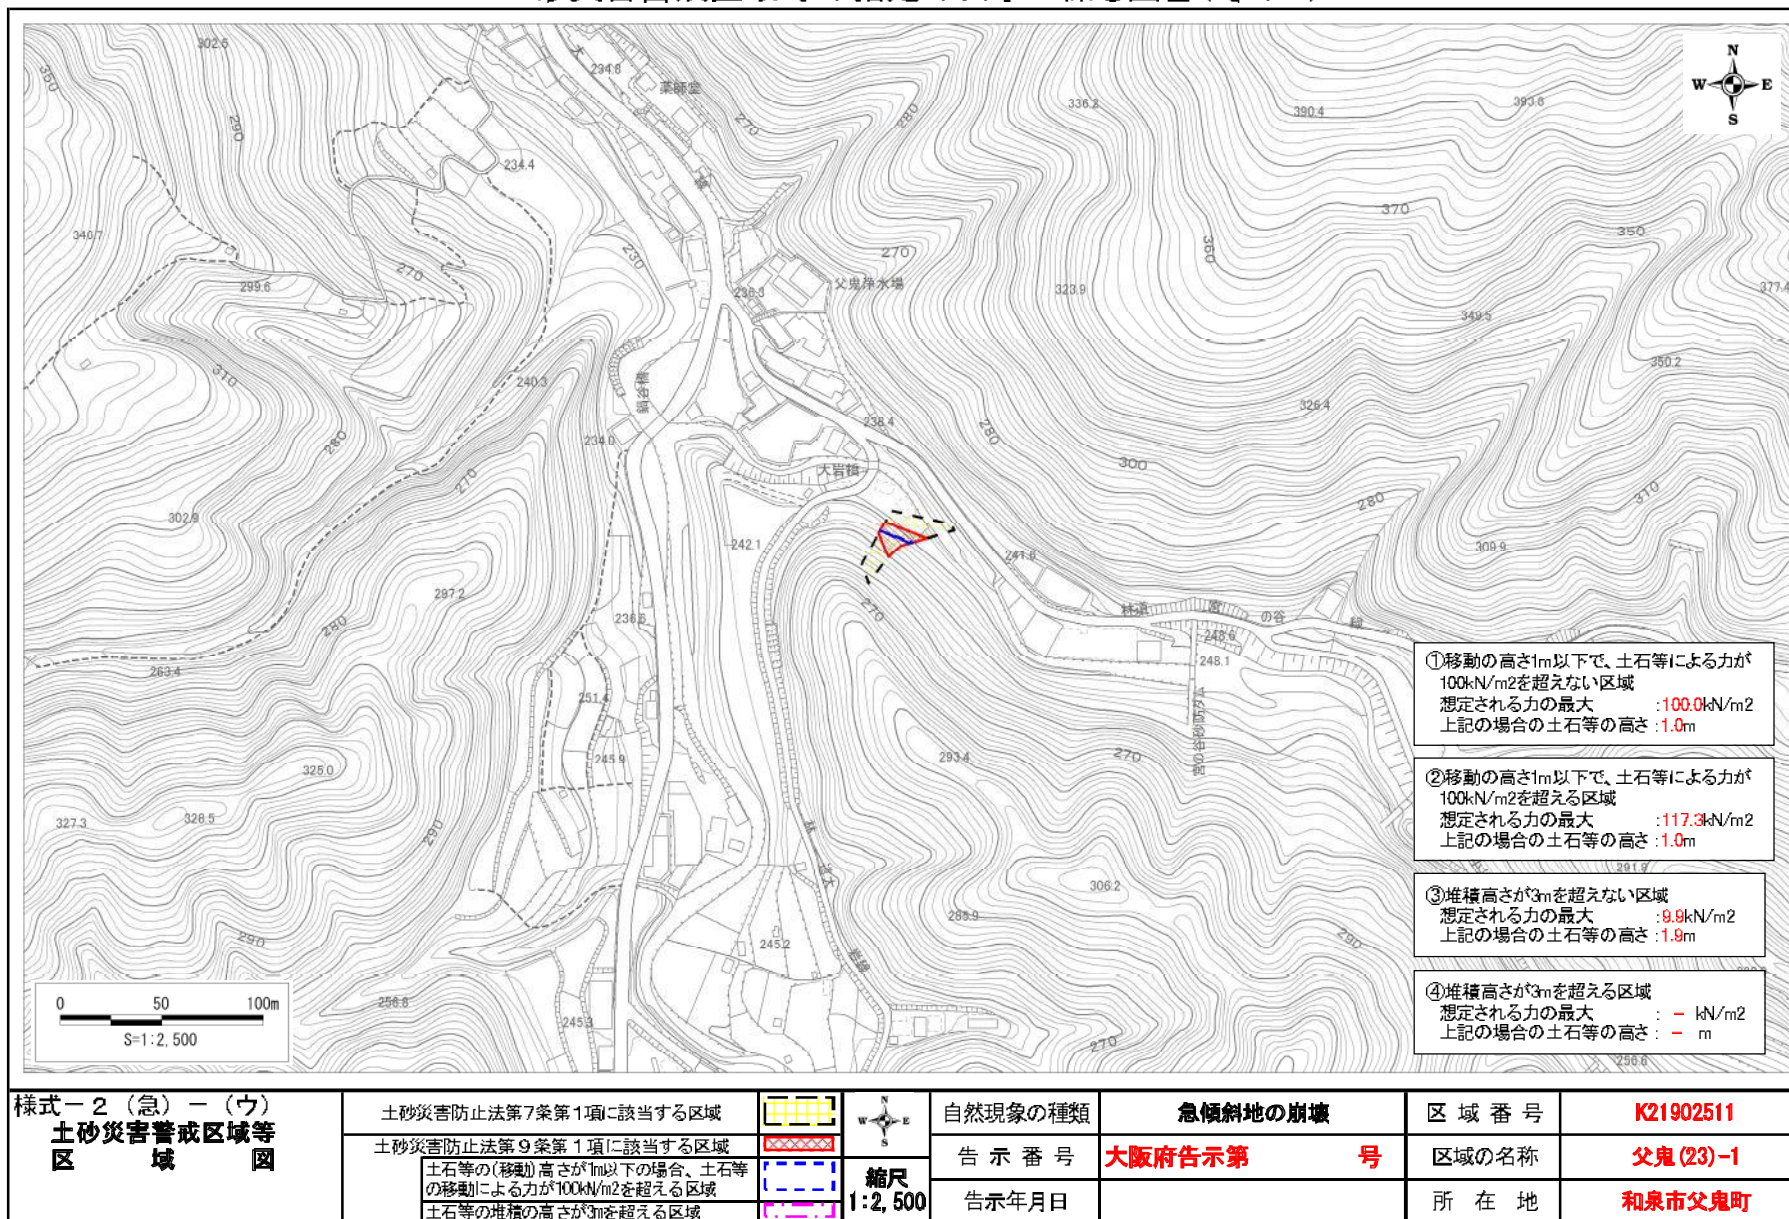 N
W E
S
302.6
350
290
大
234.8
薬師堂
270
280
336.2
390.4
393.8
234.4
340.7
270
299.6
230
236.3
父鬼浄水場
270
323.9
360
370
350
377.4
349.5
350.2
310
240.3
鍋谷橋
280
270
234.0
238.4
280
大岩橋
300
326.4
280
310
302.9
242.1
241.8
309.9
297.2
280
236.5
270
林道
宮
の谷
線
248.6
248.1
263.4
251.4
宮の谷砂防ダム
325.0
245.9
293.4
270
327.3
328.5
290
林
306.2
291.8
285.9
290
290
245.2
岩線
256.8
245.3
270
256.6
①移動の高さ1m以下で、土石等による力が
100kN/m2を超えない区域
想定される力の最大 :100.0kN/m2
上記の場合の土石等の高さ:1.0m
②移動の高さ1m以下で、土石等による力が
100kN/m2を超える区域
想定される力の最大 :117.3kN/m2
上記の場合の土石等の高さ:1.0m
③堆積高さが3mを超えない区域
想定される力の最大 :9.9kN/m2
上記の場合の土石等の高さ:1.9m
④堆積高さが3mを超える区域
想定される力の最大 : － kN/m2
上記の場合の土石等の高さ: － m
0 50 100m
S=1:2,500
様式－2（急）－（ウ）
土砂災害警戒区域等
区 域 図
土砂災害防止法第7条第1項に該当する区域
土砂災害防止法第9条第1項に該当する区域
土石等の(移動)高さが1m以下の場合、土石等
の移動による力が100kN/m2を超える区域
土石等の堆積の高さが3mを超える区域
N
W E
S
縮尺
1:2,500
自然現象の種類 急傾斜地の崩壊
告示番号 大阪府告示第 号
告示年月日
区域番号 K21902511
区域の名称 父鬼(23)-1
所在地 和泉市父鬼町